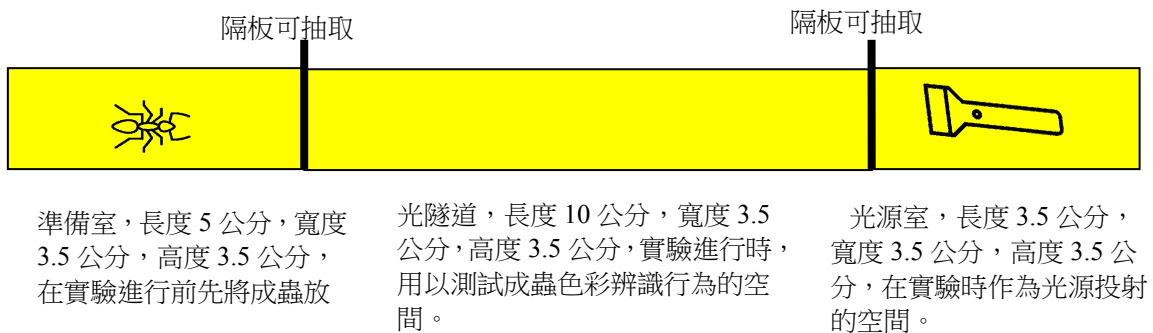 隔板可抽取
隔板可抽取
準備室，長度 5 公分，寬度
3.5 公分，高度 3.5 公分，
在實驗進行前先將成蟲放
光隧道，長度 10 公分，寬度 3.5
公分，高度 3.5 公分，實驗進行時，
用以測試成蟲色彩辨識行為的空
間。
光源室，長度 3.5 公分，
寬度 3.5 公分，高度 3.5 公
分，在實驗時作為光源投射
的空間。